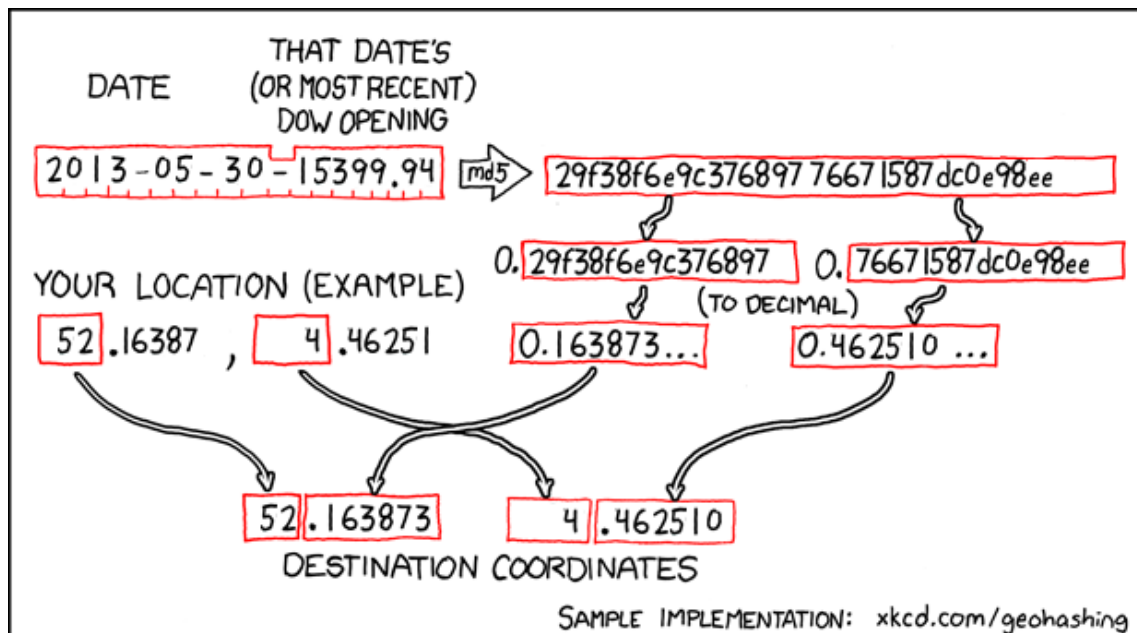 DATE
THAT DATE'S
(OR MOST RECENT)
DOW OPENING
2013-05-30-15399.94
md5
29f38f6e9c37689776671587dc0e98ee
0.29f38f6e9c376897
0.76671587dc0e98ee
(TO DECIMAL)
YOUR LOCATION (EXAMPLE)
52.16387, 4.46251
0.163873...
0.462510...
52.163873
4.462510
DESTINATION COORDINATES
SAMPLE IMPLEMENTATION: xkcd.com/geohashing